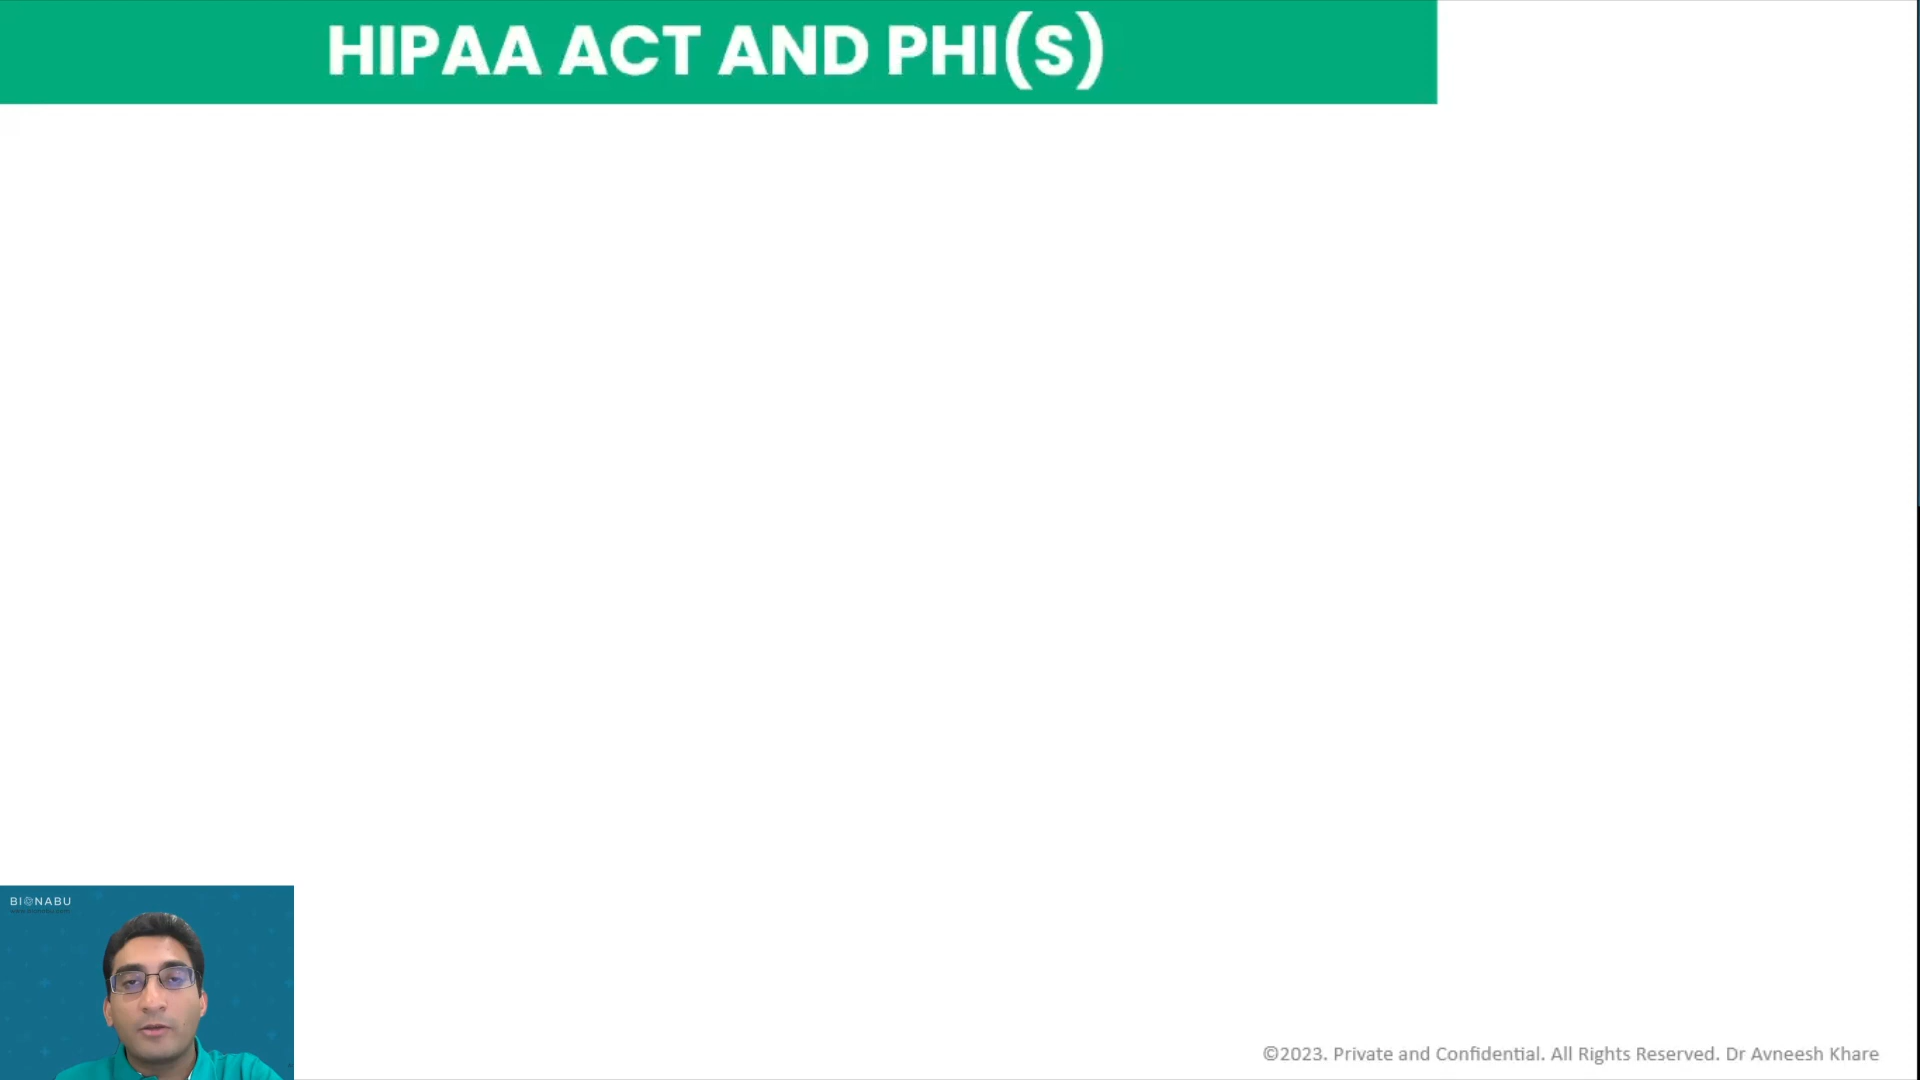 HIPAA ACT AND PHI(S)
BIONABU
©2023. Private and Confidential. All Rights Reserved. Dr Avneesh Khare